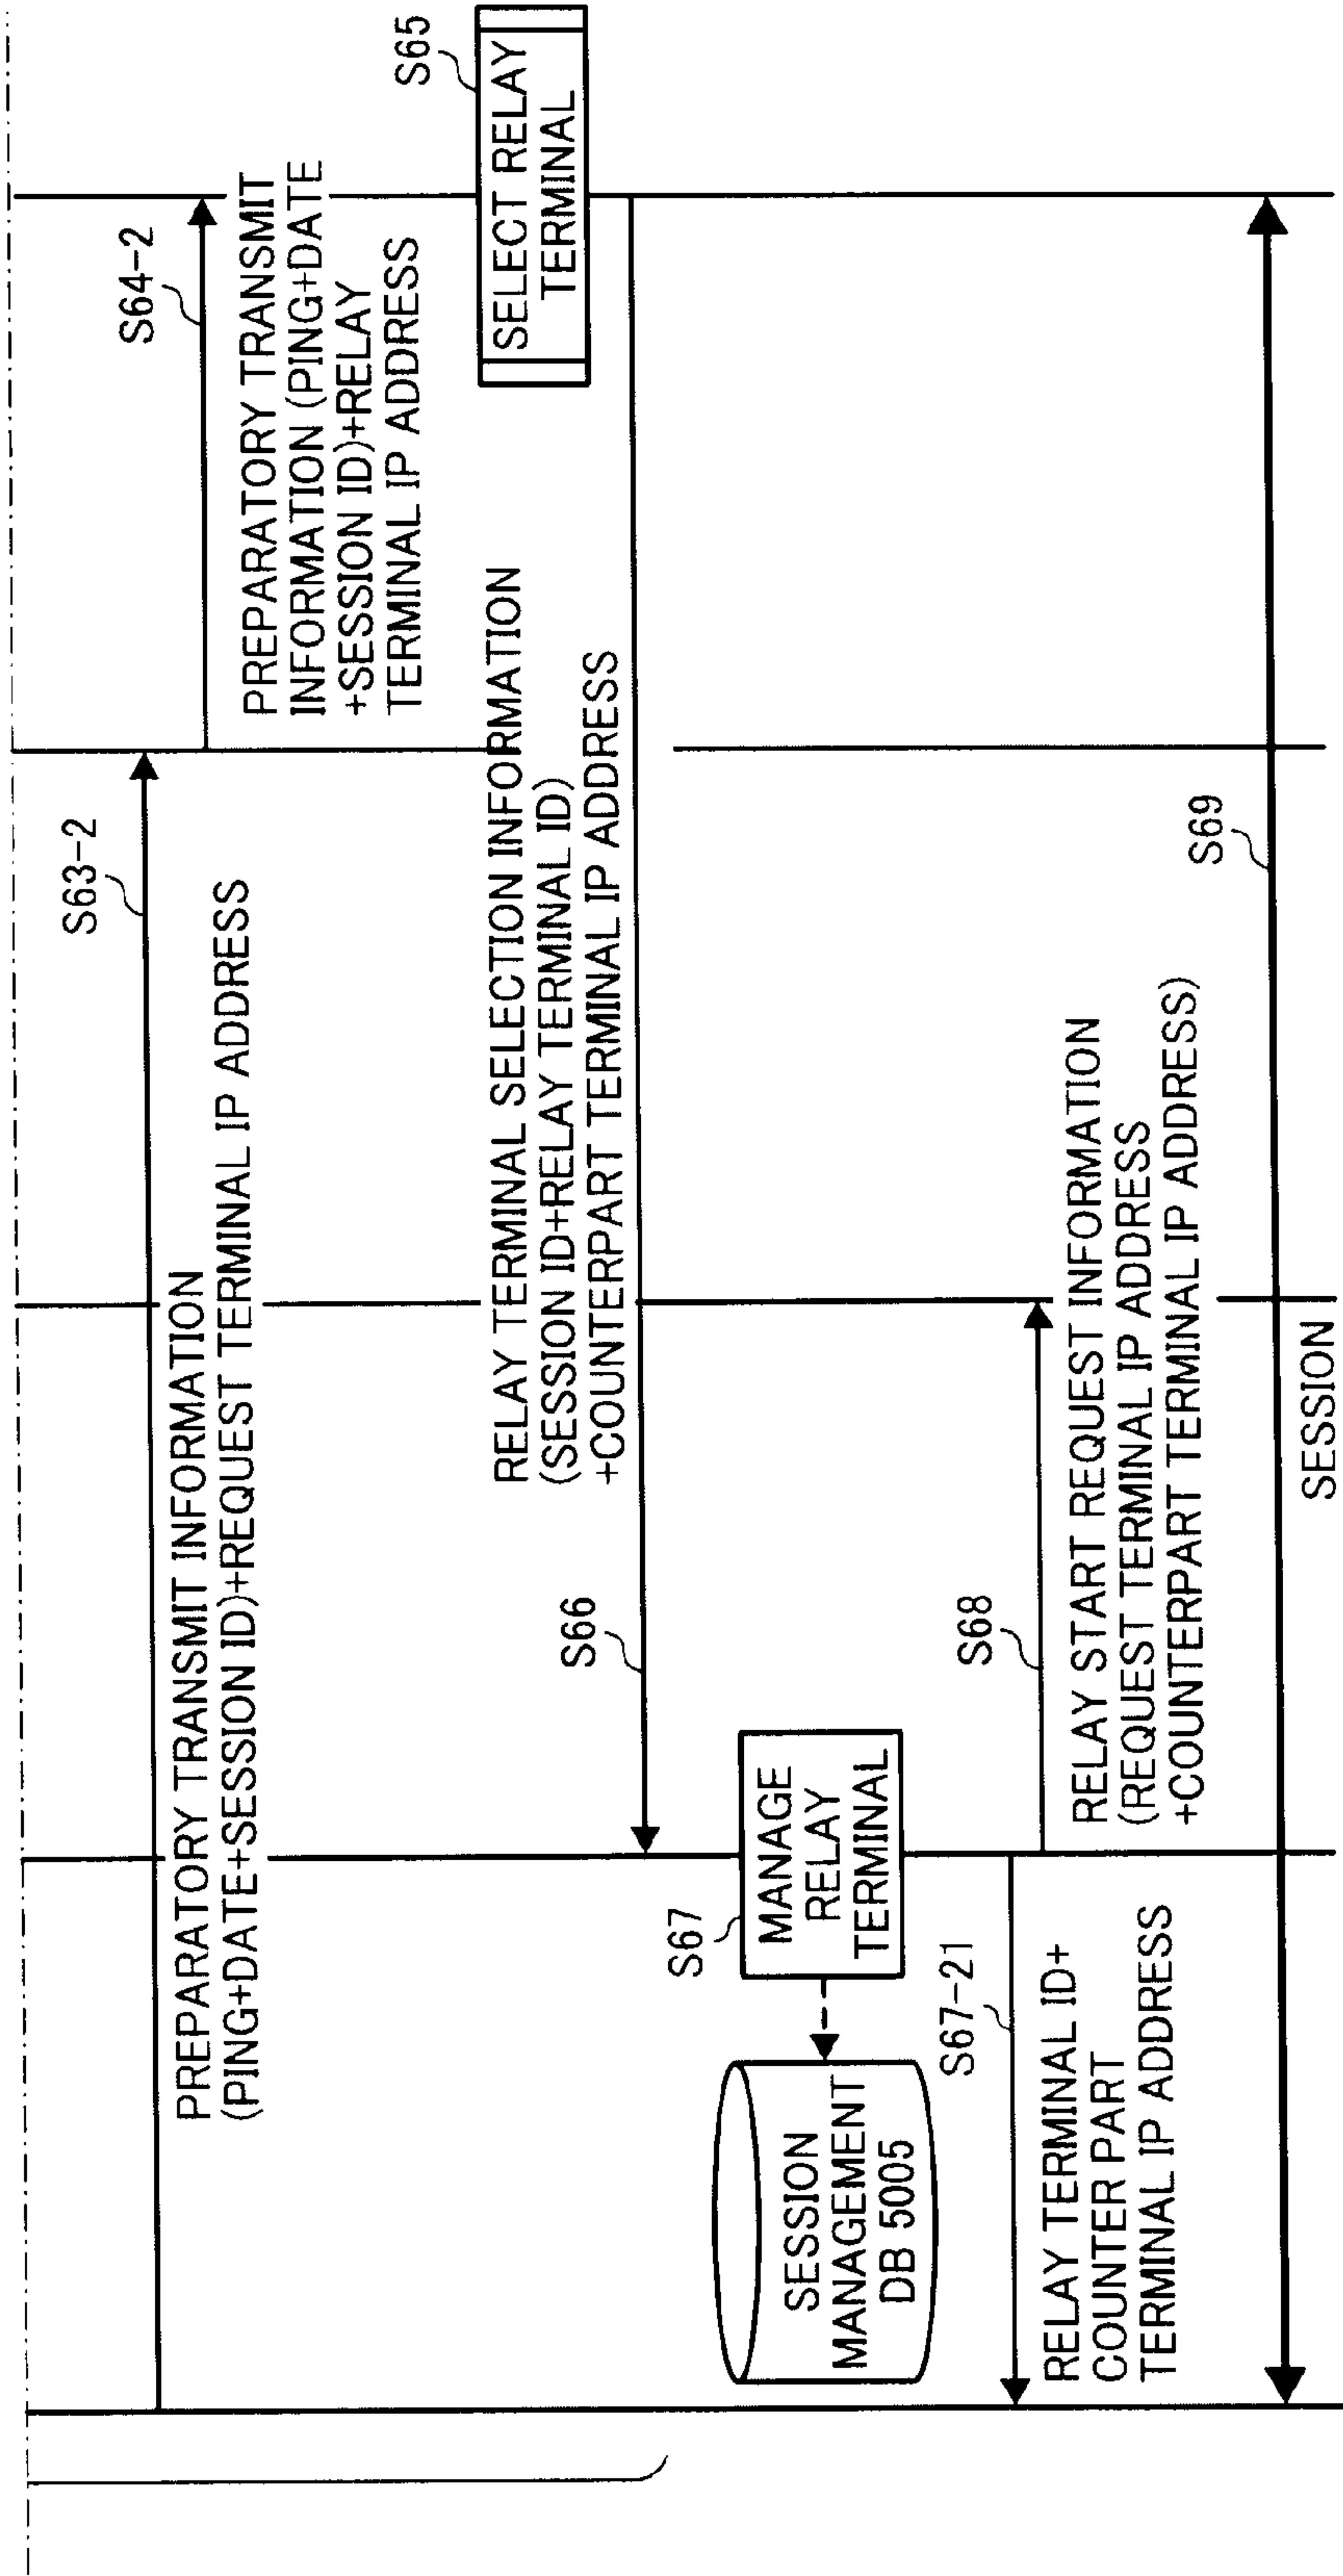 S63-2
PREPARATORY TRANSMIT INFORMATION
(PING+DATE+SESSION ID)+REQUEST TERMINAL IP ADDRESS
S64-2
PREPARATORY TRANSMIT
INFORMATION (PING+DATE
+SESSION ID)+RELAY
TERMINAL IP ADDRESS
S65
SELECT RELAY
TERMINAL
RELAY TERMINAL SELECTION INFORMATION
(SESSION ID+RELAY TERMINAL ID)
+COUNTERPART TERMINAL IP ADDRESS
S66
S67
MANAGE
RELAY
TERMINAL
SESSION
MANAGEMENT
DB 5005
S67-21
RELAY TERMINAL ID+
COUNTER PART
TERMINAL IP ADDRESS
S68
RELAY START REQUEST INFORMATION
(REQUEST TERMINAL IP ADDRESS
+COUNTERPART TERMINAL IP ADDRESS)
S69
SESSION